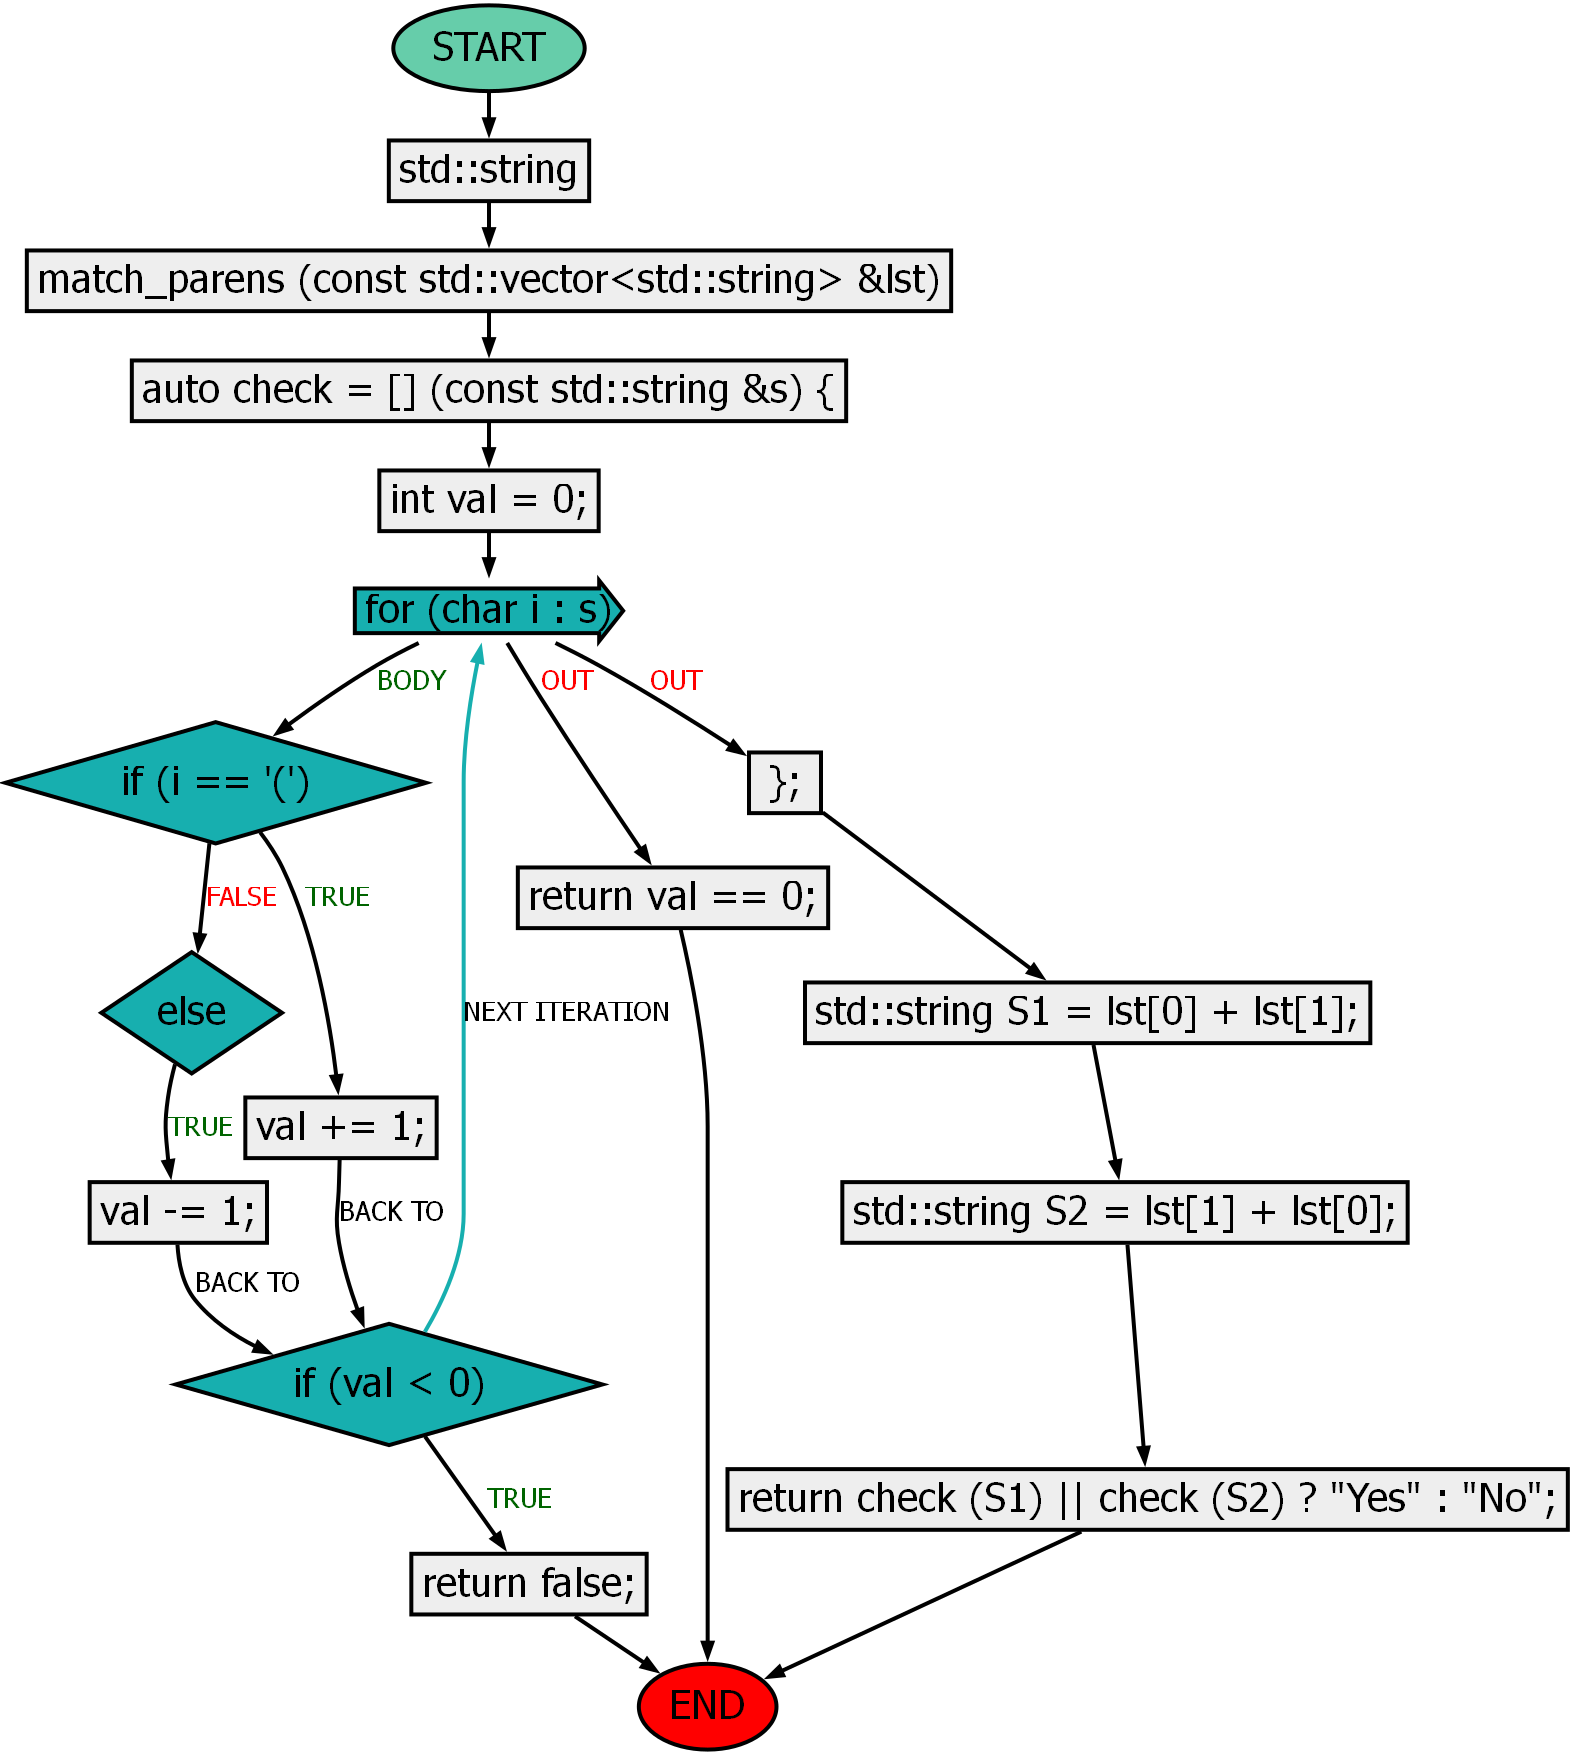 START
std::string
match_parens (const std::vector<std::string> &lst)
auto check = [] (const std::string &s) {
int val = 0;
for (char i : s)
BODY
OUT
OUT
if (i == '(')
};
FALSE
TRUE
return val == 0;
else
NEXT ITERATION
std::string S1 = lst[0] + lst[1];
TRUE
val += 1;
val -= 1;
BACK TO
std::string S2 = lst[1] + lst[0];
BACK TO
if (val < 0)
TRUE
return check (S1) || check (S2) ? "Yes" : "No";
return false;
END